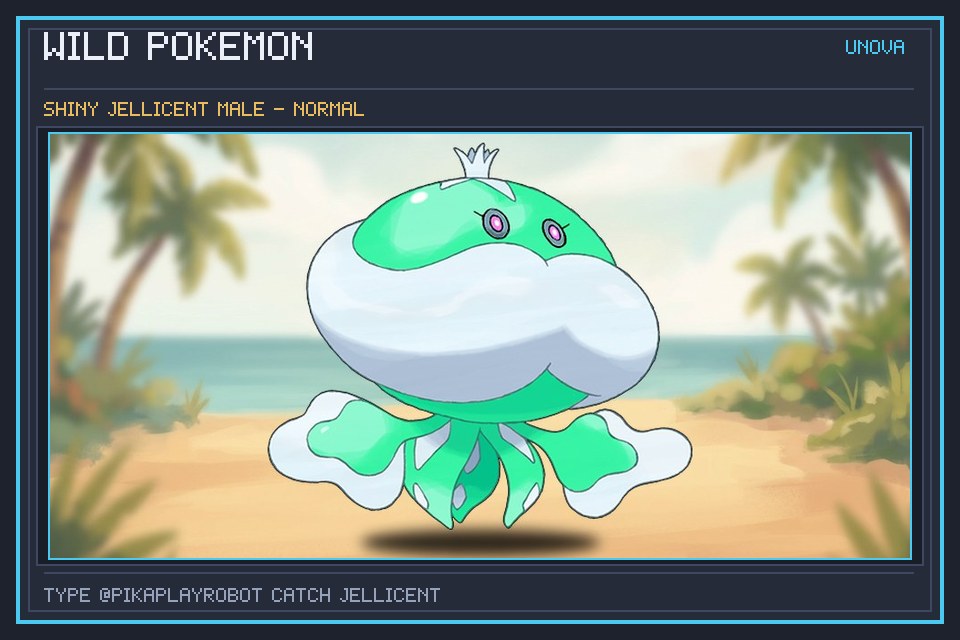 WILD POKEMON
UNOVA
SHINY JELLICENT MALE - NORMAL
TYPE @PIKAPLAYROBOT CATCH JELLICENT